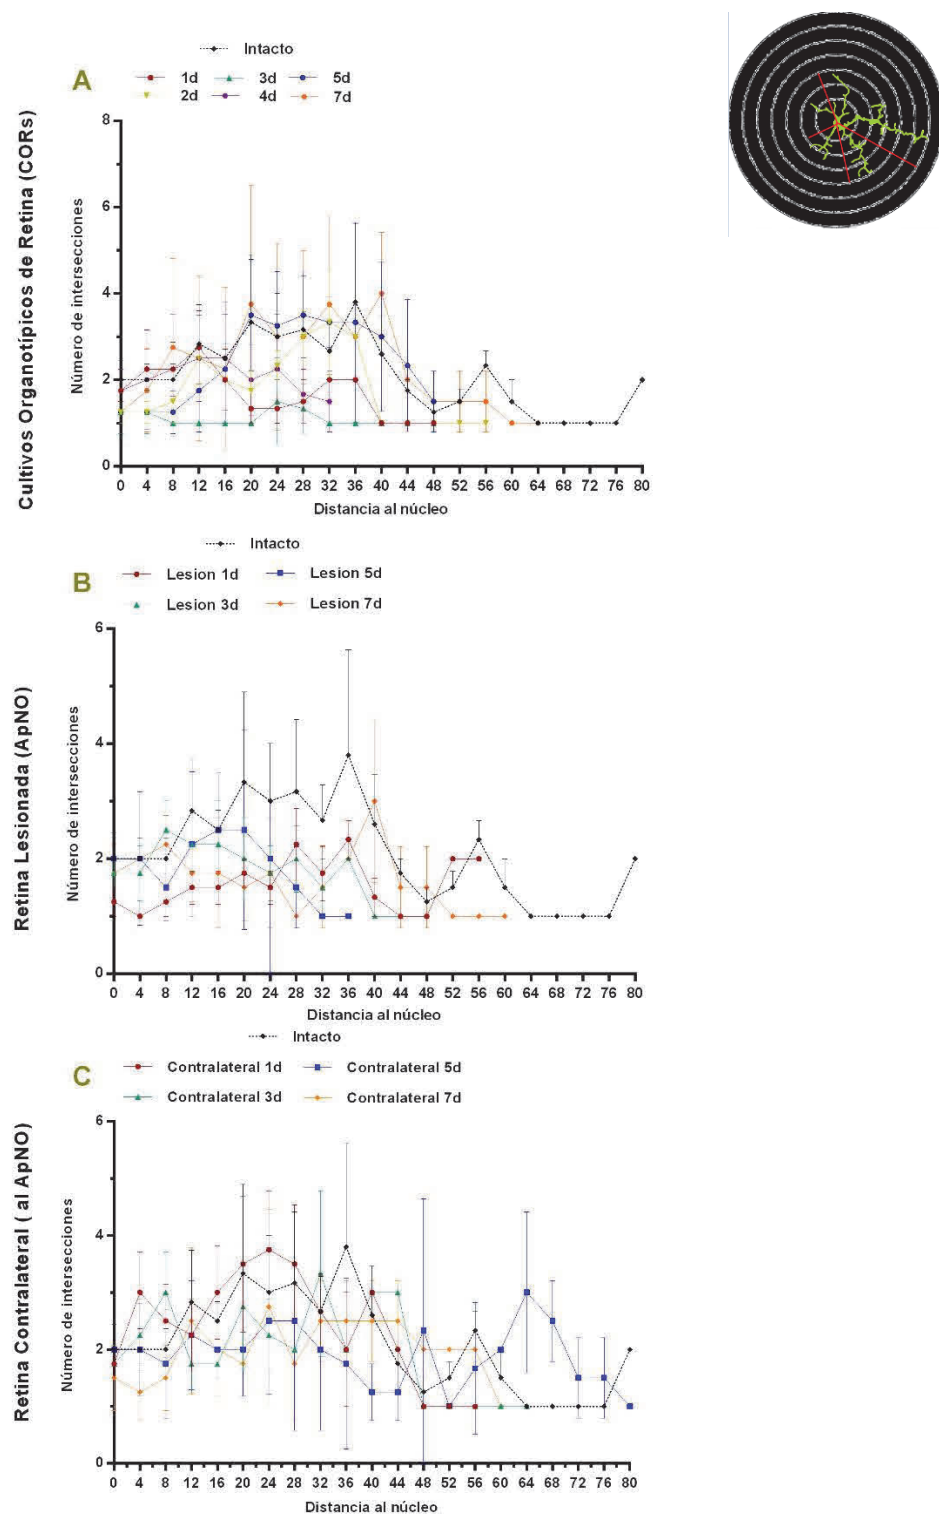 Intacto
A
1d 3d 5d
2d 4d 7d
Cultivos Organotípicos de Retina (CORs)
Número de intersecciones
8
6
4
2
0
0 4 8 12 16 20 24 28 32 36 40 44 48 52 56 60 64 68 72 76 80
Distancia al núcleo
Intacto
B
Lesion 1d Lesion 5d
Lesion 3d Lesion 7d
Retina Lesionada (ApNO)
Número de intersecciones
6
4
2
0
0 4 8 12 16 20 24 28 32 36 40 44 48 52 56 60 64 68 72 76 80
Distancia al núcleo
Intacto
C
Contralateral 1d Contralateral 5d
Contralateral 3d Contralateral 7d
Retina Contralateral ( al ApNO)
Número de intersecciones
6
4
2
0
0 4 8 12 16 20 24 28 32 36 40 44 48 52 56 60 64 68 72 76 80
Distancia al núcleo